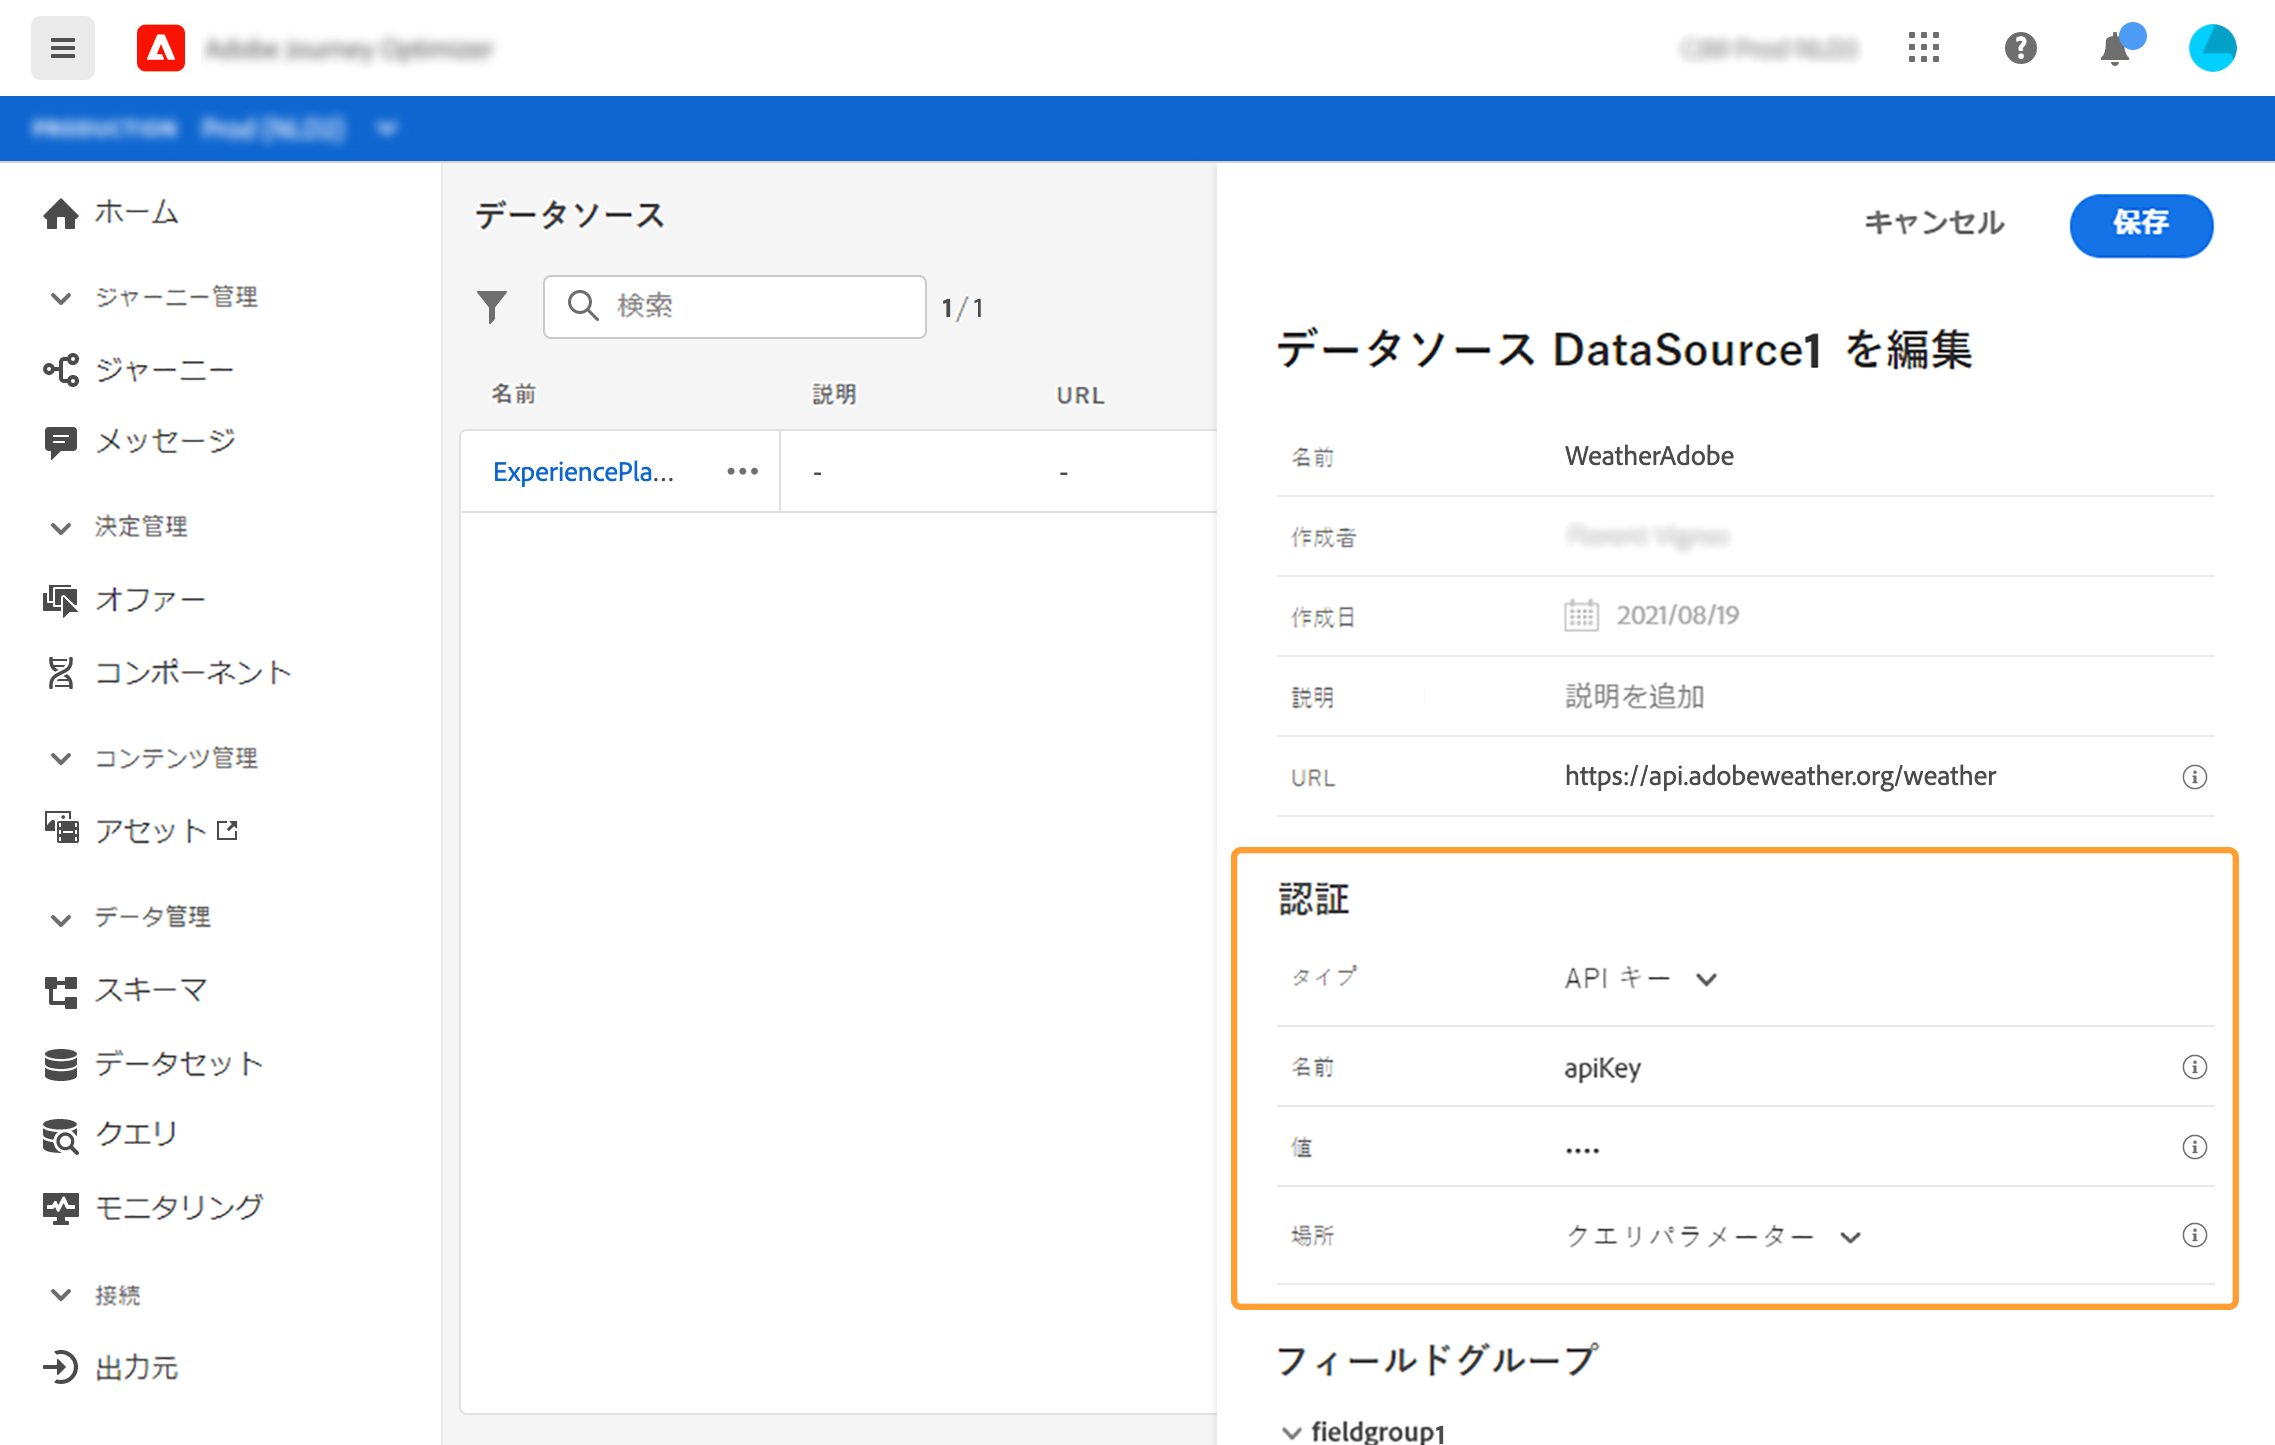 ホーム
ジャーニー管理
ジャーニー
メッセージ
決定管理
オファー
コンポーネント
コンテンツ管理
アセット
データ管理
スキーマ
データセット
クエリ
モニタリング
接続
出力元
データソース
検索
1/1
名前 説明 URL
ExperiencePla... ••• - -
キャンセル 保存
データソース DataSource1 を編集
名前 WeatherAdobe
作成者
作成日 2021/08/19
説明 説明を追加
URL https://api.adobeweather.org/weather
認証
タイプ API キー
名前 apiKey
値 ••••
場所 クエリパラメーター
フィールドグループ
fieldgroup1